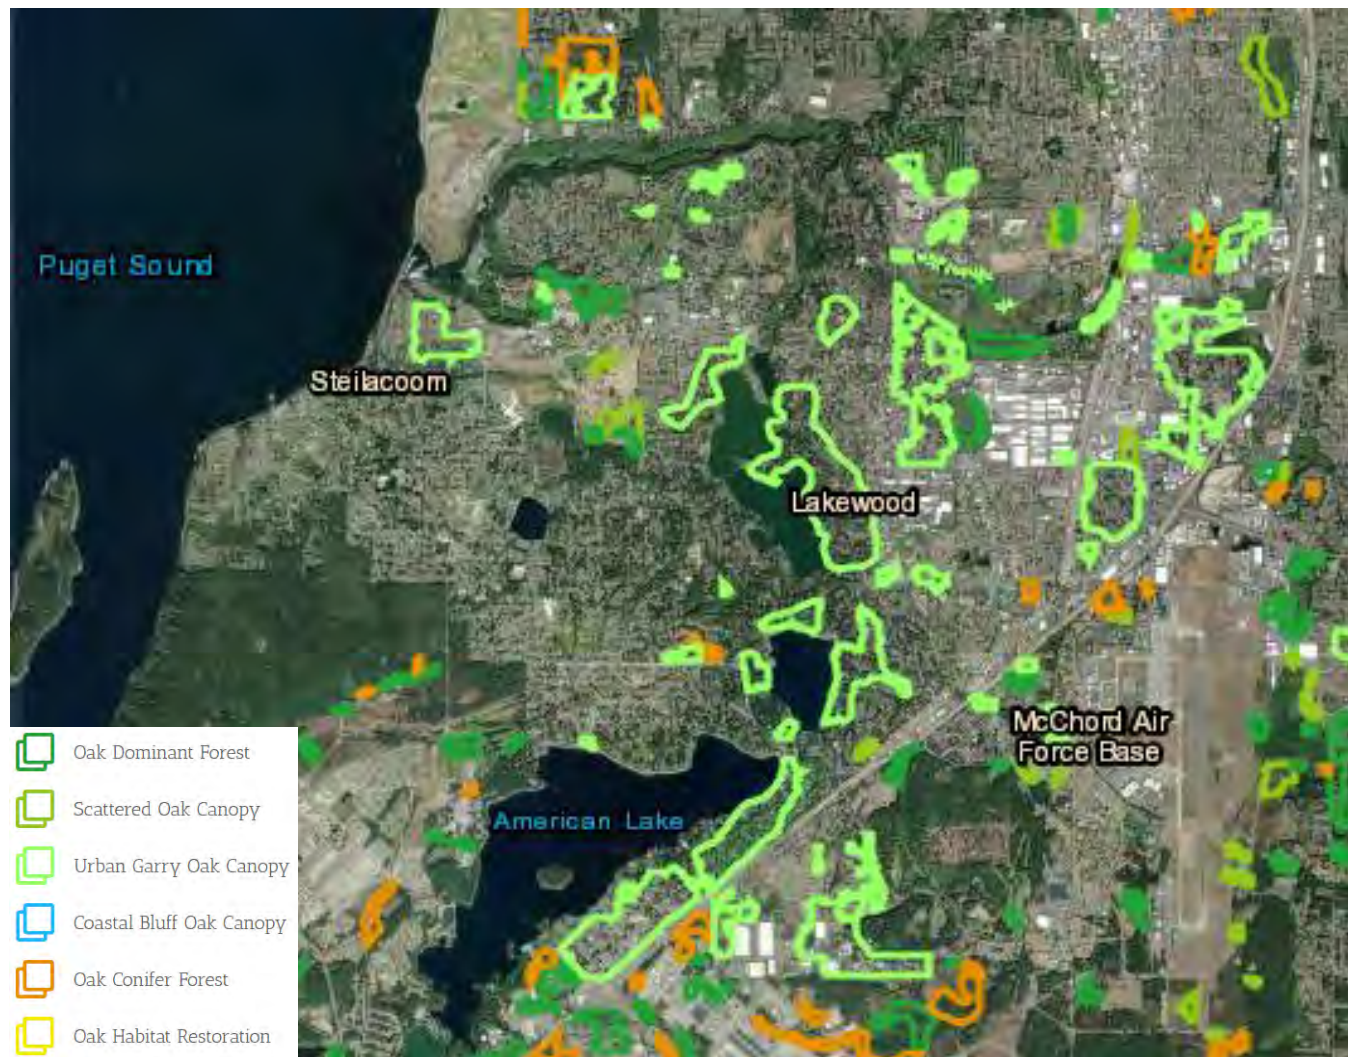 Puget Sound
Steilacoom
Lakewood
McChord Air
Force Base
American Lake
Oak Dominant Forest
Scattered Oak Canopy
Urban Garry Oak Canopy
Coastal Bluff Oak Canopy
Oak Conifer Forest
Oak Habitat Restoration